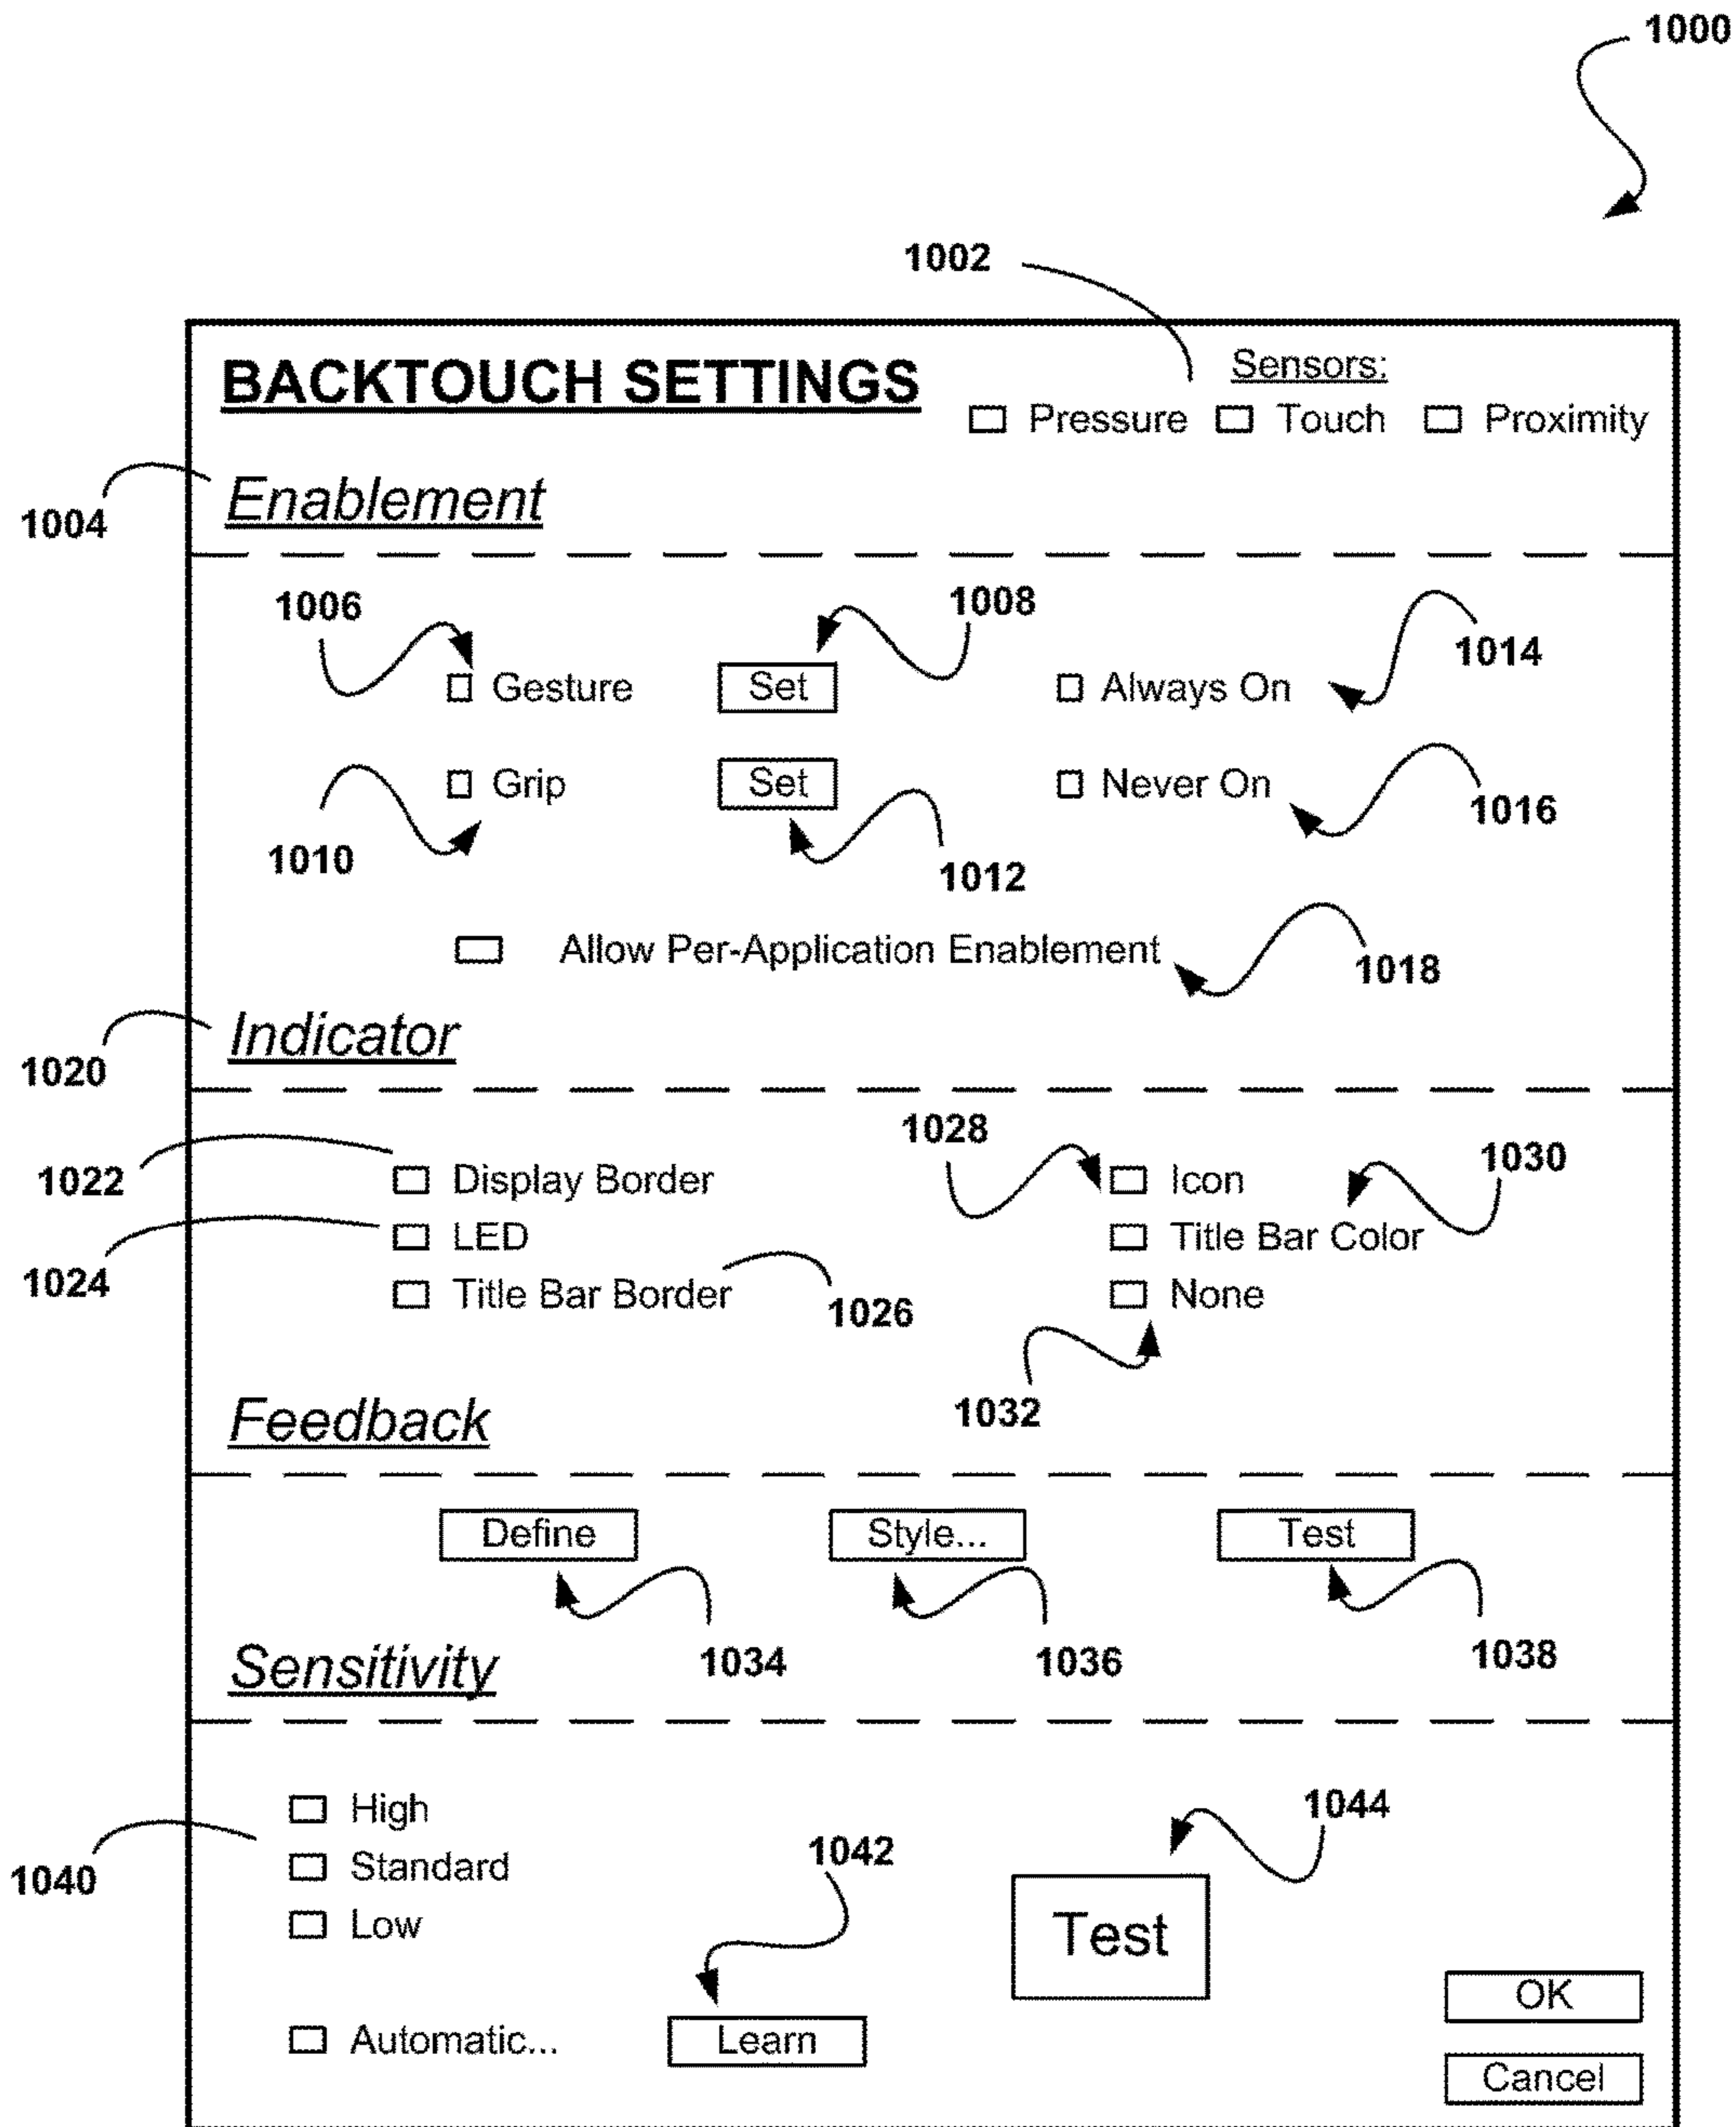 1000
1002
BACKTOUCH SETTINGS
Sensors:
Pressure Touch Proximity
1004
Enablement
1006
1008
1014
Gesture Set Always On
Grip Set Never On
1010
1012
1016
Allow Per-Application Enablement
1018
1020
Indicator
1022
1028
1030
Display Border Icon
1024
LED Title Bar Color
Title Bar Border None
1026
1032
Feedback
Define Style... Test
1034 1036 1038
Sensitivity
1040
High
Standard
Low
1042
1044
Test
Automatic... Learn
OK
Cancel